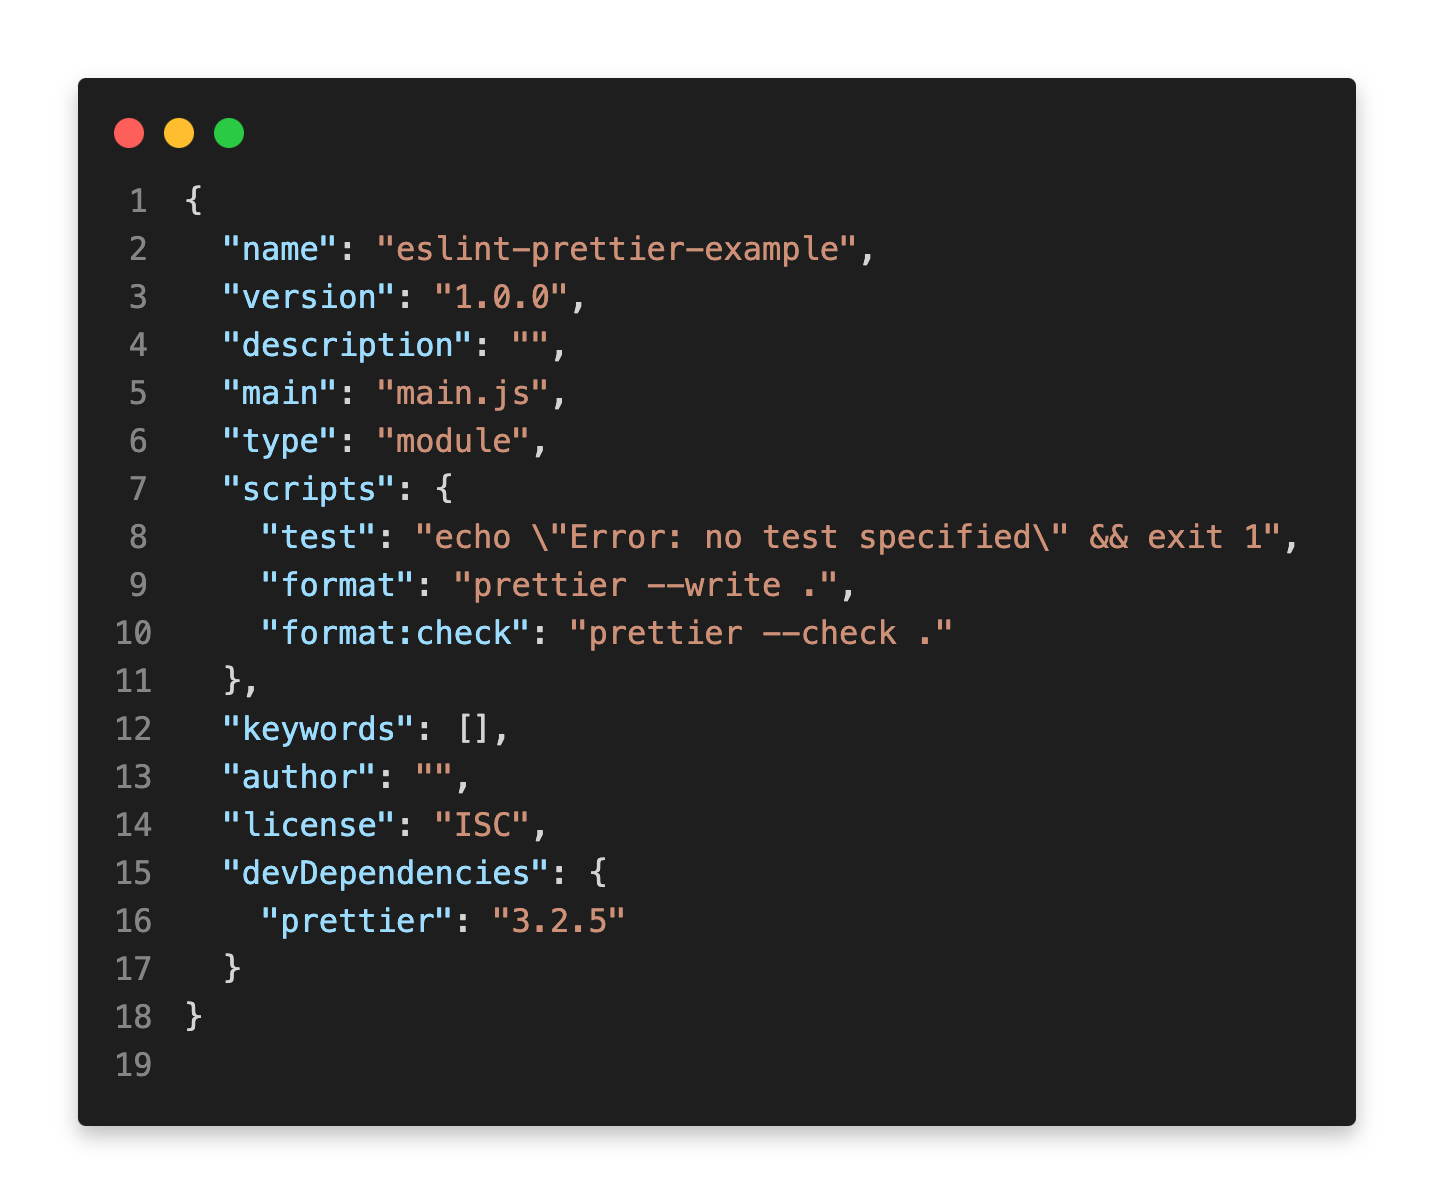 1 {
2   "name": "eslint-prettier-example",
3   "version": "1.0.0",
4   "description": "",
5   "main": "main.js",
6   "type": "module",
7   "scripts": {
8     "test": "echo \"Error: no test specified\" && exit 1",
9     "format": "prettier --write .",
10     "format:check": "prettier --check ."
11   },
12   "keywords": [],
13   "author": "",
14   "license": "ISC",
15   "devDependencies": {
16     "prettier": "3.2.5"
17   }
18 }
19